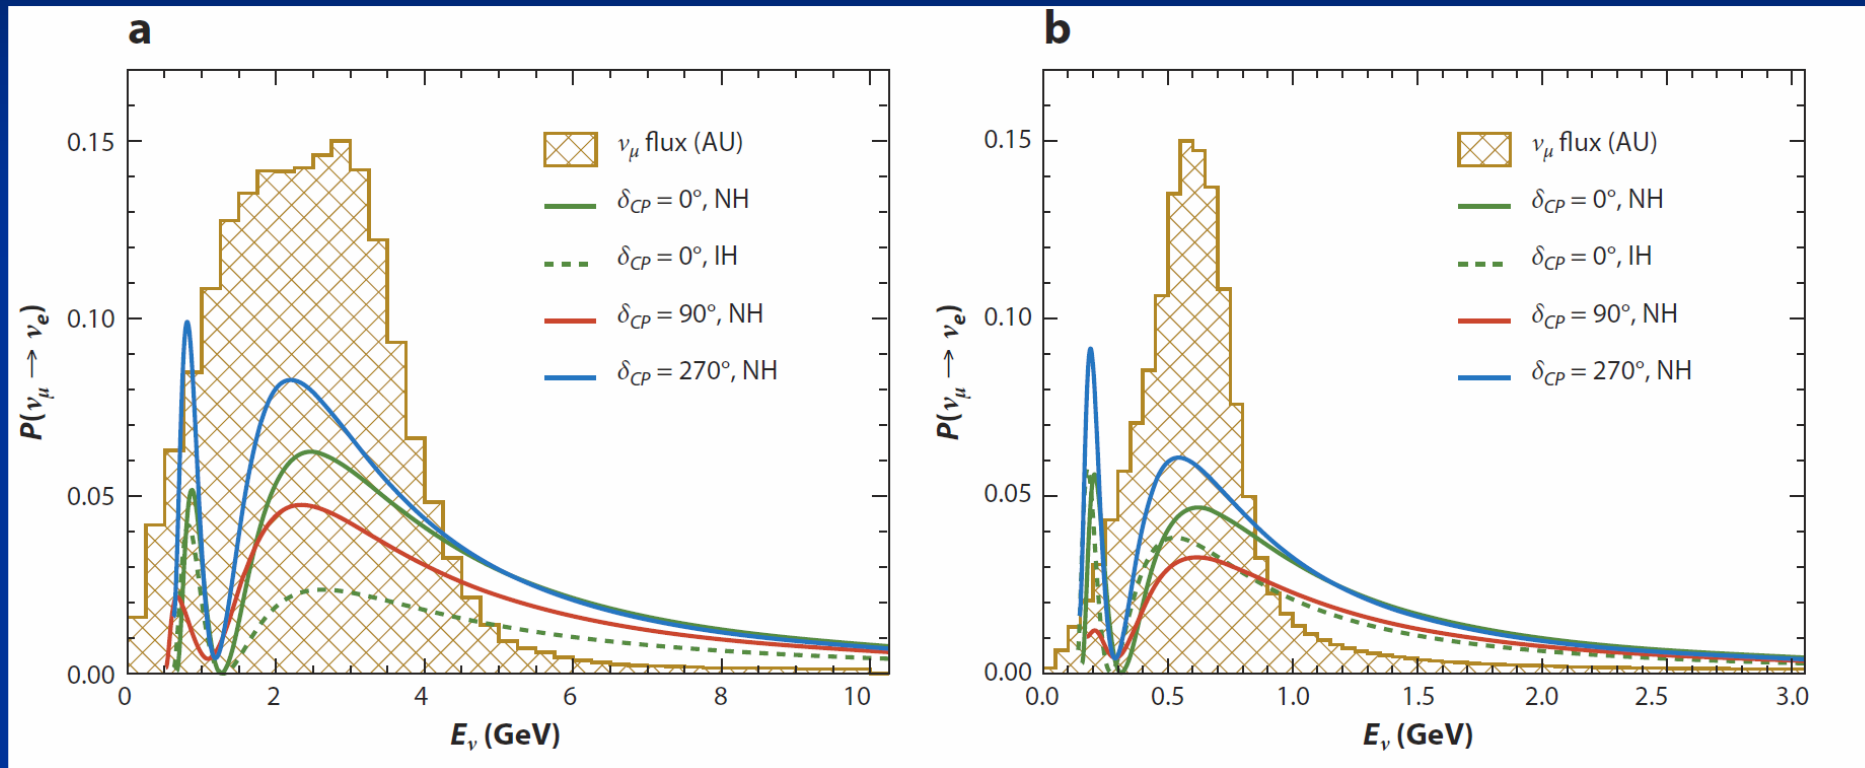 a
0.15
0.10
0.05
0.00
P(νμ → νe)
νμ flux (AU)
δCP = 0°, NH
δCP = 0°, IH
δCP = 90°, NH
δCP = 270°, NH
0 2 4 6 8 10
Eν (GeV)
b
0.15
0.10
0.05
0.00
P(νμ → νe)
νμ flux (AU)
δCP = 0°, NH
δCP = 0°, IH
δCP = 90°, NH
δCP = 270°, NH
0.0 0.5 1.0 1.5 2.0 2.5 3.0
Eν (GeV)